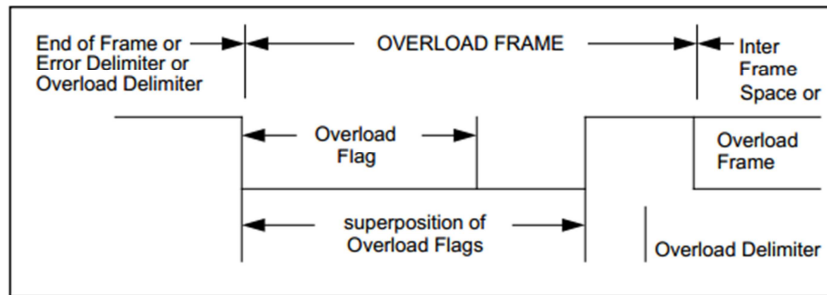 End of Frame or
Error Delimiter or
Overload Delimiter
OVERLOAD FRAME
Inter
Frame
Space or
Overload
Flag
Overload
Frame
superposition of
Overload Flags
Overload Delimiter